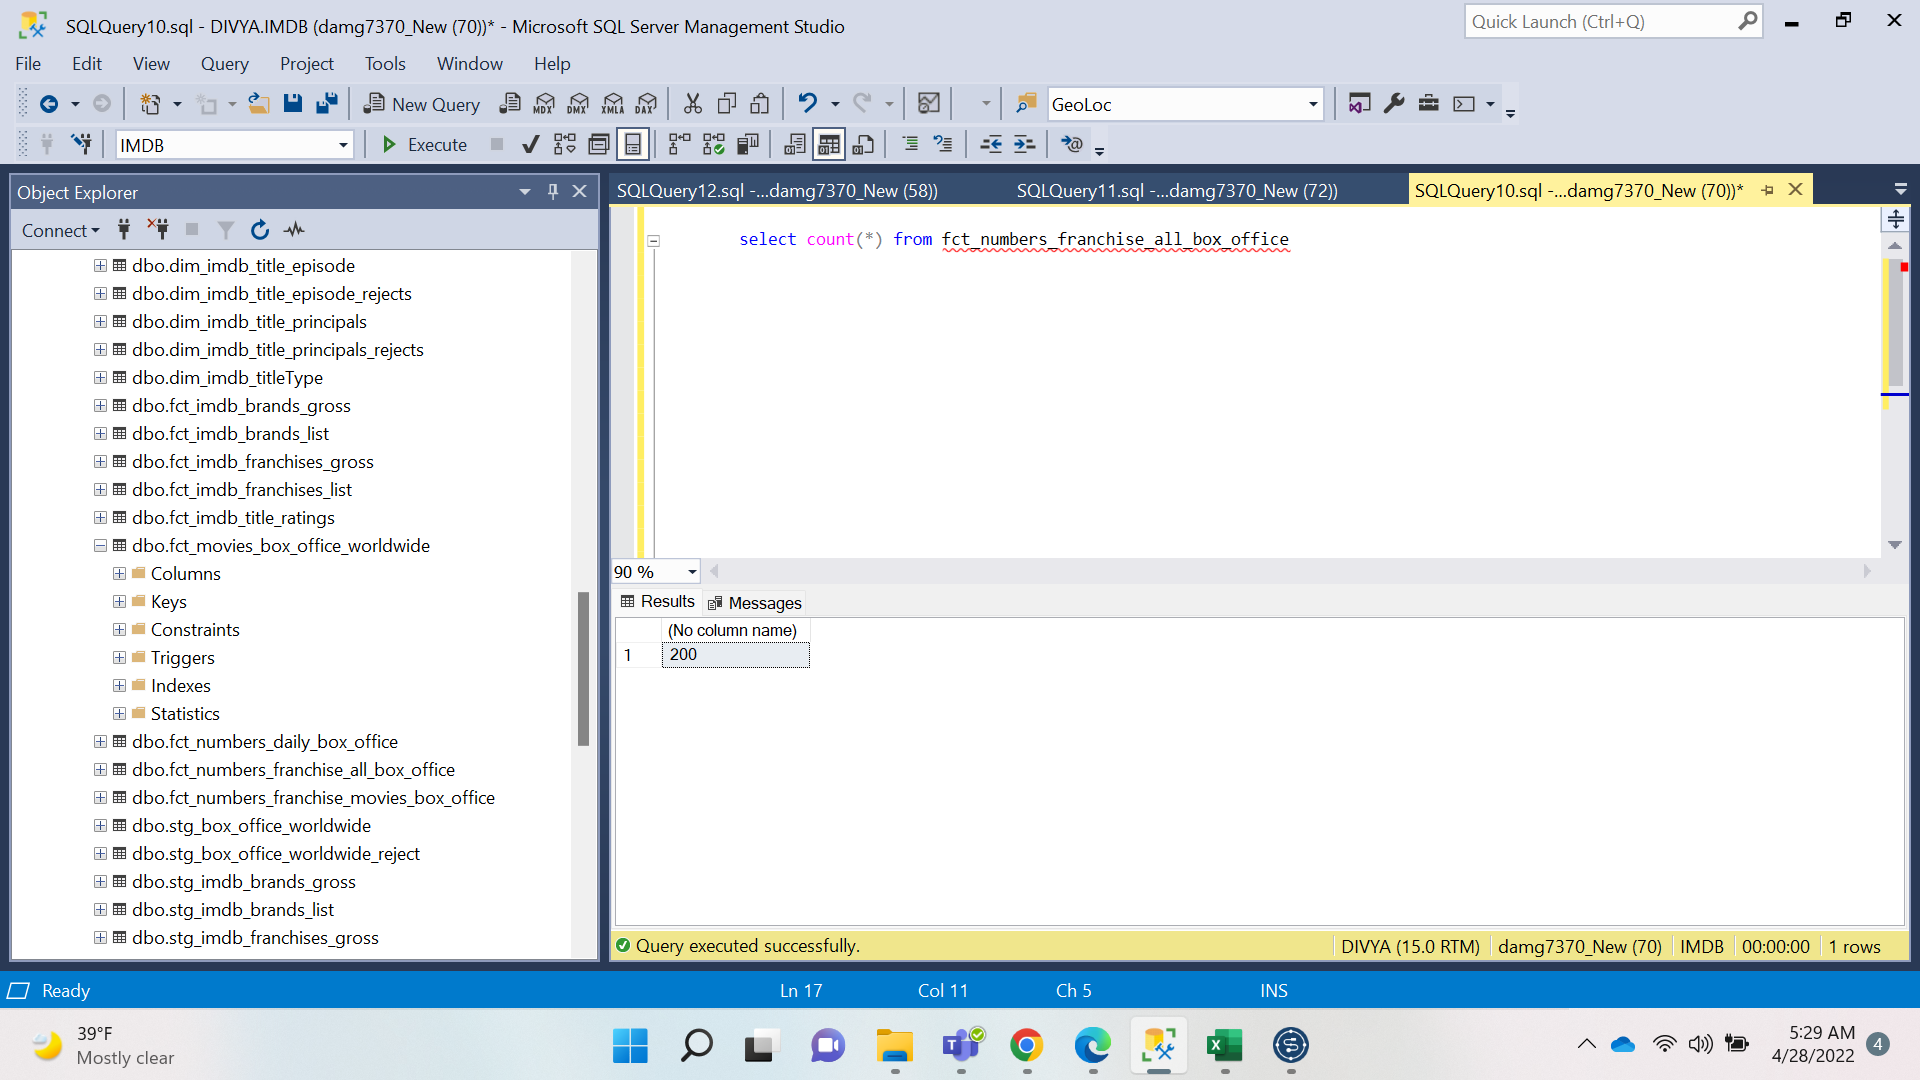 SQLQuery10.sql - DIVYA.IMDB (damg7370_New (70))* - Microsoft SQL Server Management Studio
Quick Launch (Ctrl+Q)
File Edit View Query Project Tools Window Help
New Query MDX DMX XMLA DAX GeoLoc
IMDB Execute
Object Explorer
Connect
dbo.dim_imdb_title_episode
dbo.dim_imdb_title_episode_rejects
dbo.dim_imdb_title_principals
dbo.dim_imdb_title_principals_rejects
dbo.dim_imdb_titleType
dbo.fct_imdb_brands_gross
dbo.fct_imdb_brands_list
dbo.fct_imdb_franchises_gross
dbo.fct_imdb_franchises_list
dbo.fct_imdb_title_ratings
dbo.fct_movies_box_office_worldwide
Columns
Keys
Constraints
Triggers
Indexes
Statistics
dbo.fct_numbers_daily_box_office
dbo.fct_numbers_franchise_all_box_office
dbo.fct_numbers_franchise_movies_box_office
dbo.stg_box_office_worldwide
dbo.stg_box_office_worldwide_reject
dbo.stg_imdb_brands_gross
dbo.stg_imdb_brands_list
dbo.stg_imdb_franchises_gross
SQLQuery12.sql -...damg7370_New (58)) SQLQuery11.sql -...damg7370_New (72)) SQLQuery10.sql -...damg7370_New (70))*
select count(*) from fct_numbers_franchise_all_box_office
90 %
Results Messages
(No column name)
1 200
Query executed successfully. DIVYA (15.0 RTM) damg7370_New (70) IMDB 00:00:00 1 rows
Ready Ln 17 Col 11 Ch 5 INS
39°F
Mostly clear
5:29 AM
4/28/2022
4